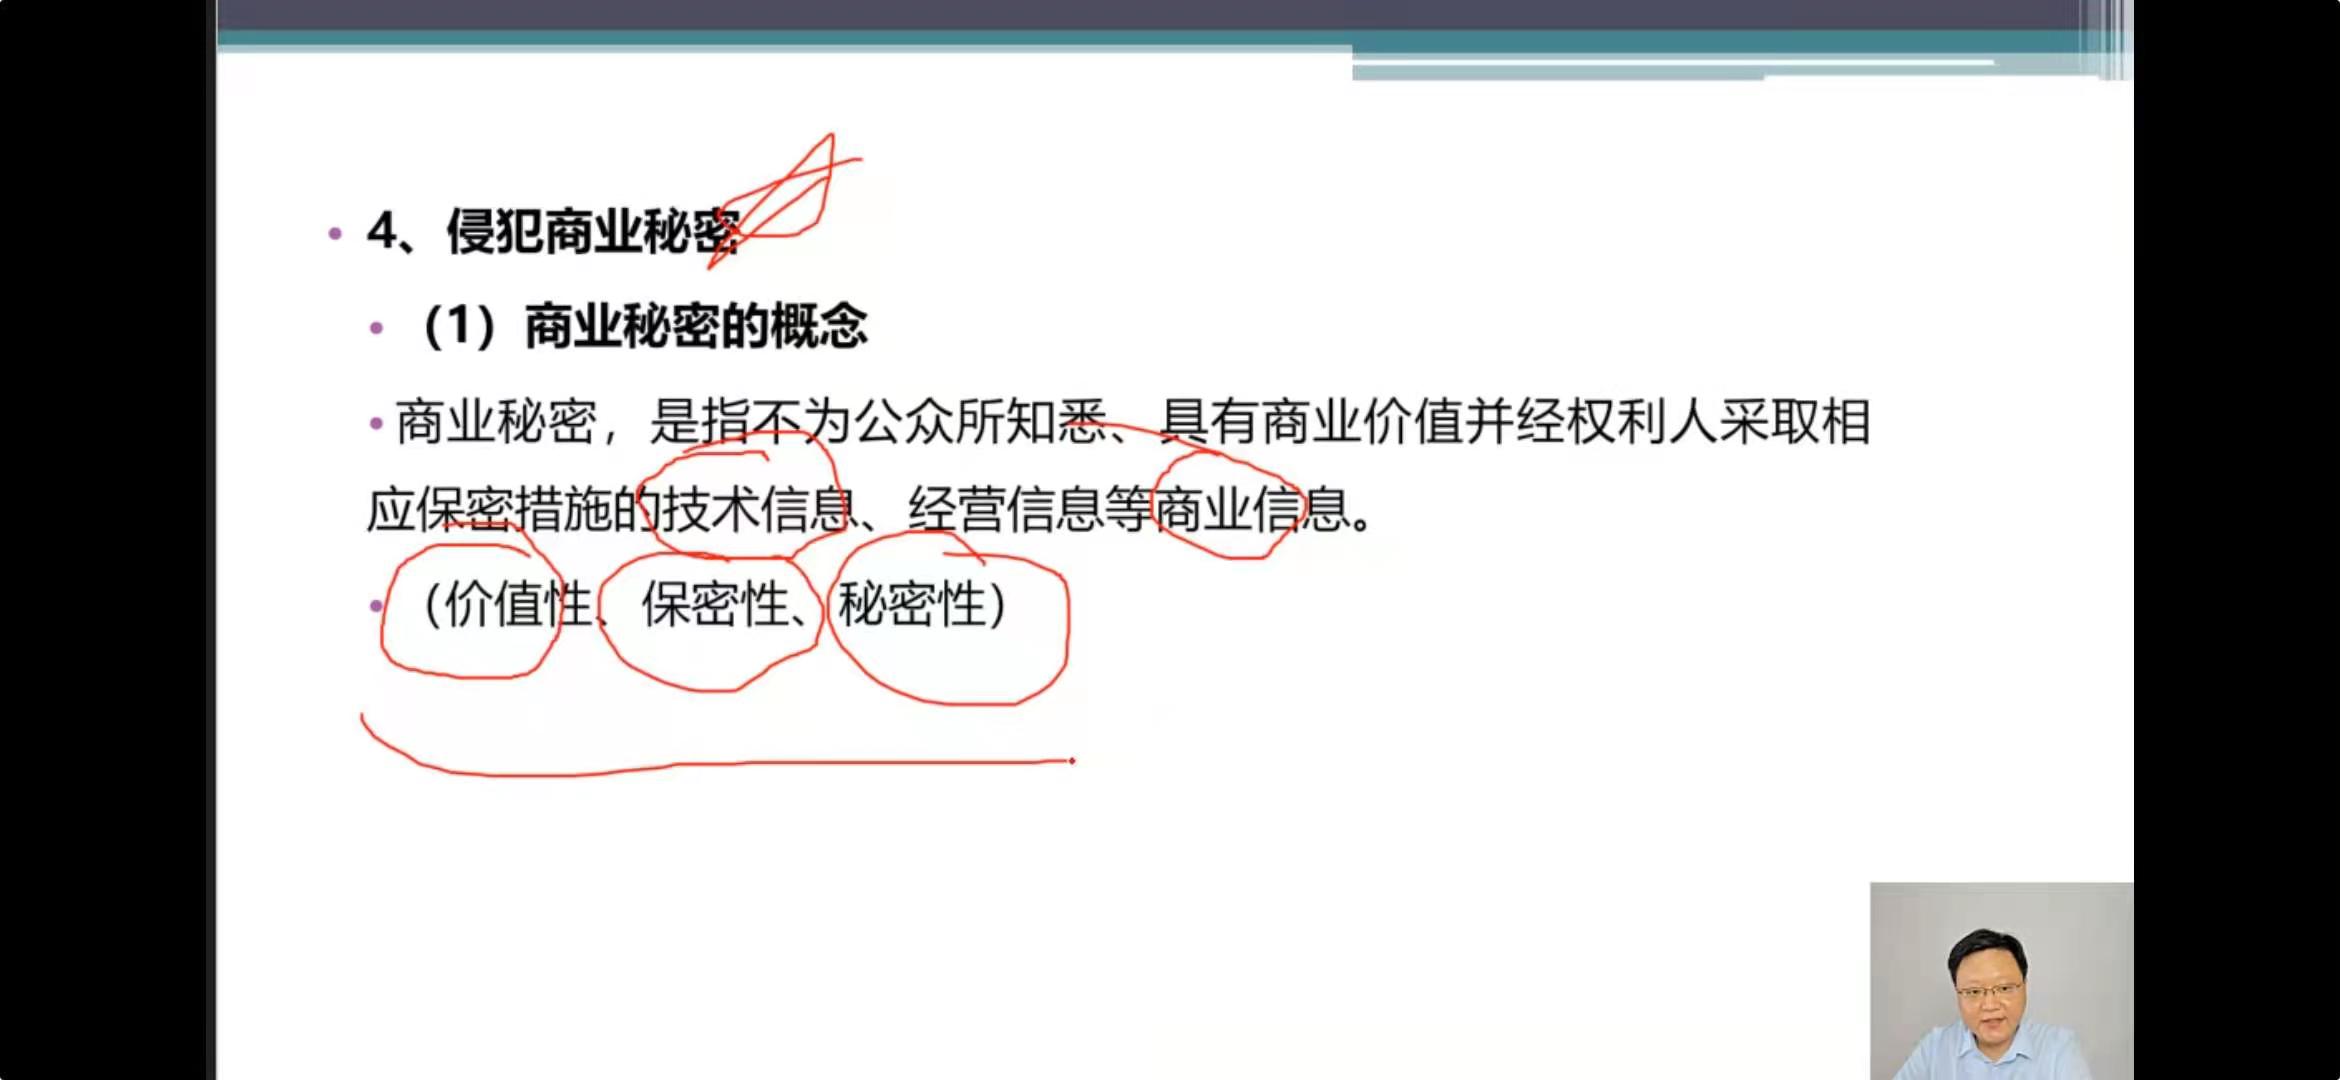 4、侵犯商业秘密
（1）商业秘密的概念
商业秘密，是指不为公众所知悉、具有商业价值并经权利人采取相
应保密措施的技术信息、经营信息等商业信息。
（价值性、保密性、秘密性）